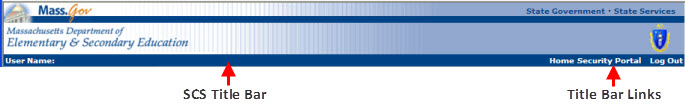 Mass.Gov
State Government • State Services
Massachusetts Department of
Elementary & Secondary Education
User Name:
Home Security Portal Log Out
SCS Title Bar
Title Bar Links